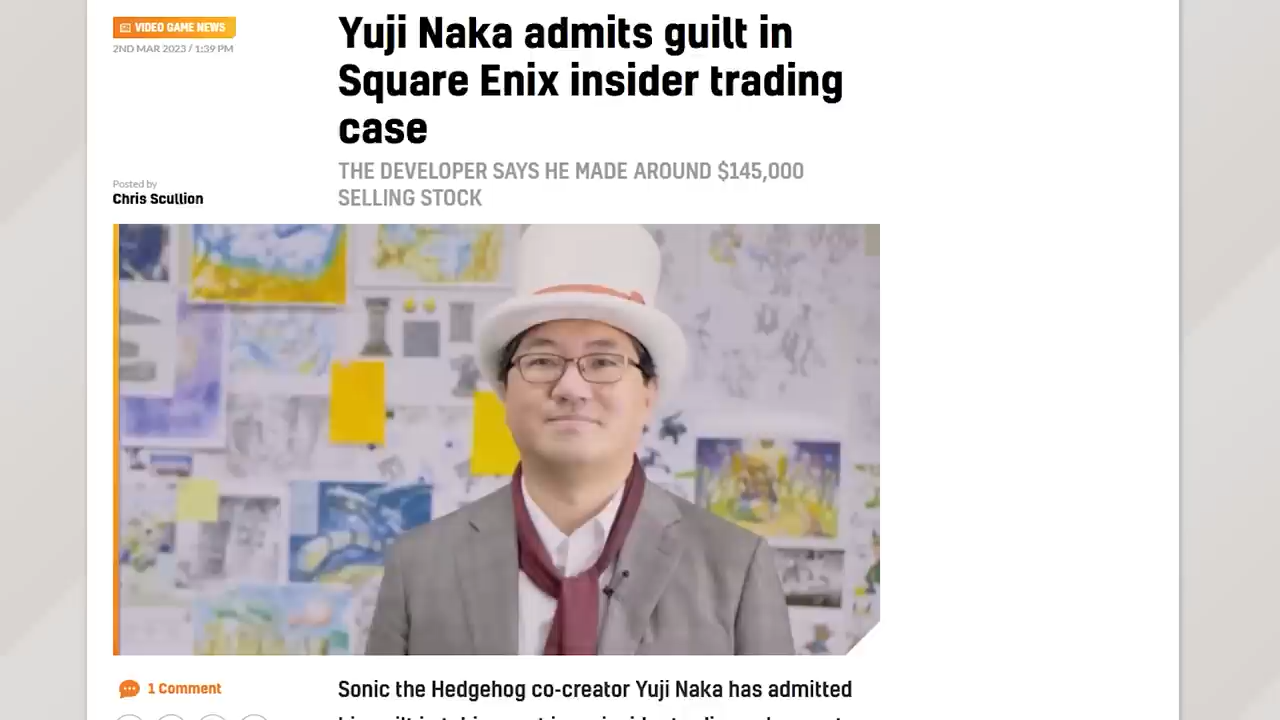 VIDEO GAME NEWS
2ND MAR 2023 / 1:39 PM
Yuji Naka admits guilt in
Square Enix insider trading
case
THE DEVELOPER SAYS HE MADE AROUND $145,000
SELLING STOCK
Posted by
Chris Scullion
1 Comment
Sonic the Hedgehog co-creator Yuji Naka has admitted